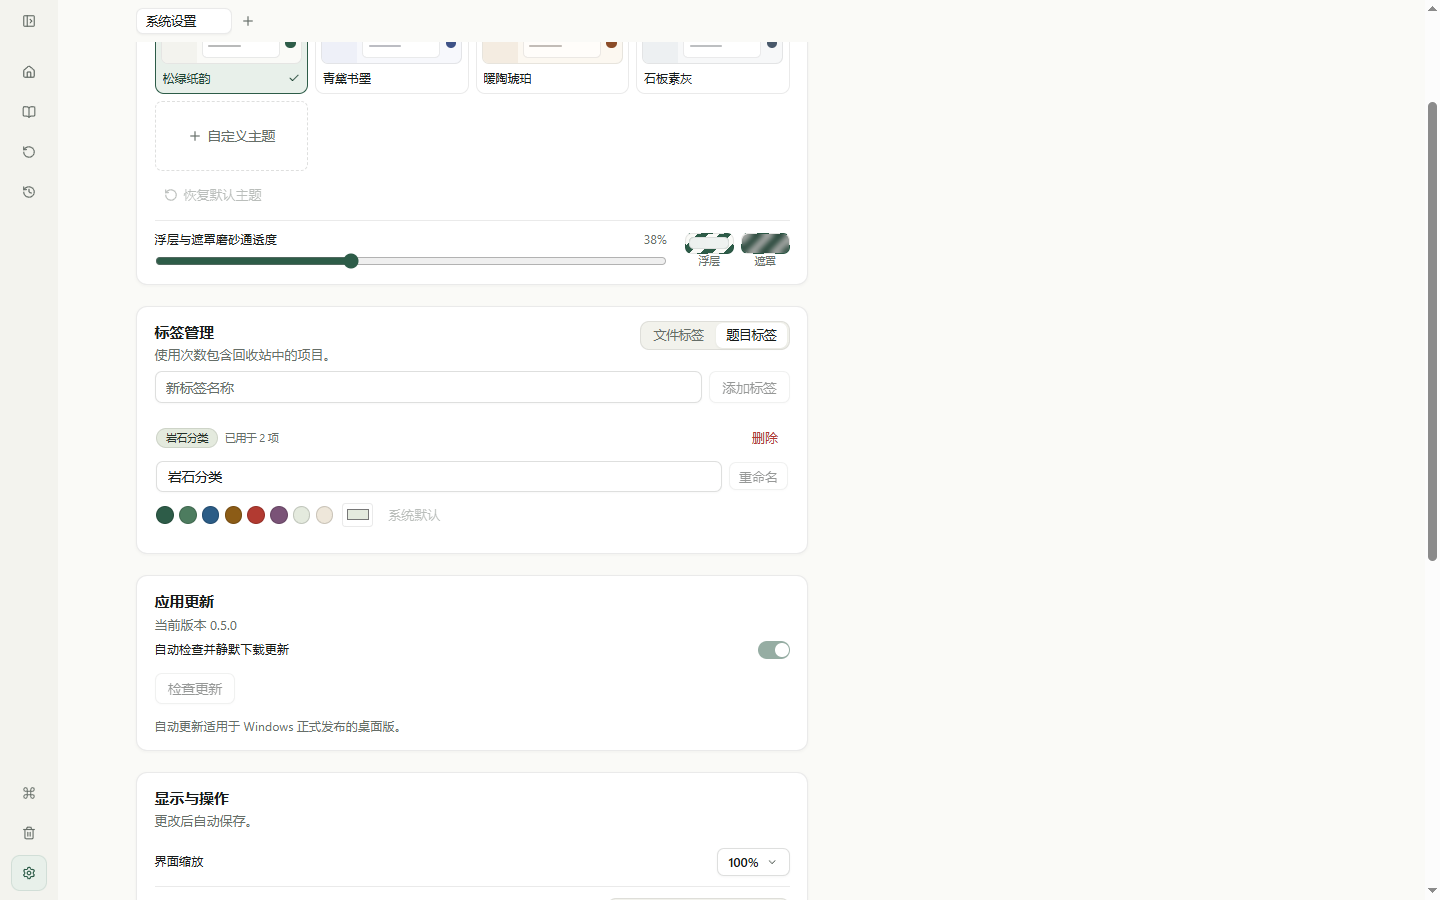 系统设置
松绿纸韵
青黛书墨
暖陶琥珀
石板素灰
自定义主题
恢复默认主题
浮层与遮罩磨砂通透度
38%
浮层
遮罩
标签管理
文件标签
题目标签
使用次数包含回收站中的项目。
新标签名称
添加标签
岩石分类
已用于 2 项
删除
岩石分类
重命名
系统默认
应用更新
当前版本 0.5.0
自动检查并静默下载更新
检查更新
自动更新适用于 Windows 正式发布的桌面版。
显示与操作
更改后自动保存。
界面缩放
100%